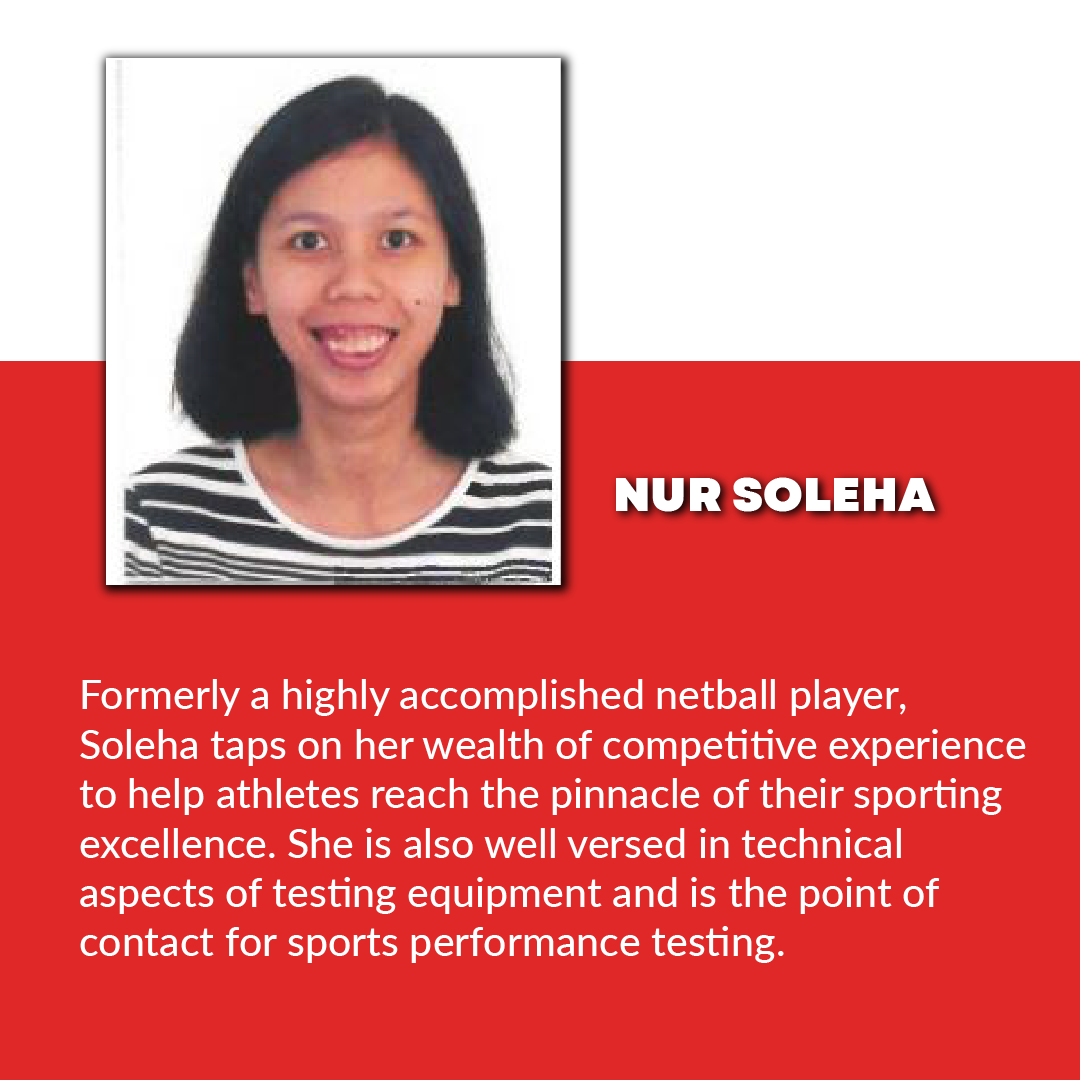 NUR SOLEHA
Formerly a highly accomplished netball player,
Soleha taps on her wealth of competitive experience
to help athletes reach the pinnacle of their sporting
excellence. She is also well versed in technical
aspects of testing equipment and is the point of
contact for sports performance testing.